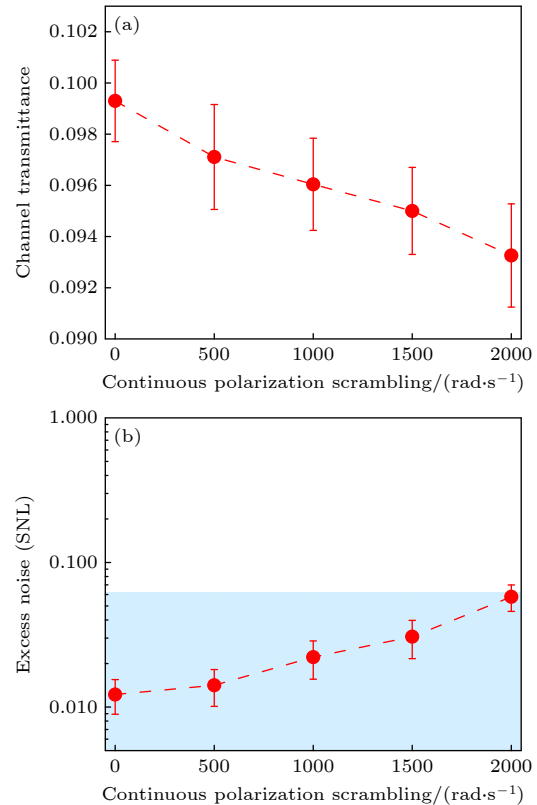 (a)
Channel transmittance
0.102
0.100
0.098
0.096
0.094
0.092
0.090
0 500 1000 1500 2000
Continuous polarization scrambling/(rad·s⁻¹)
(b)
Excess noise (SNL)
1.000
0.100
0.010
0 500 1000 1500 2000
Continuous polarization scrambling/(rad·s⁻¹)